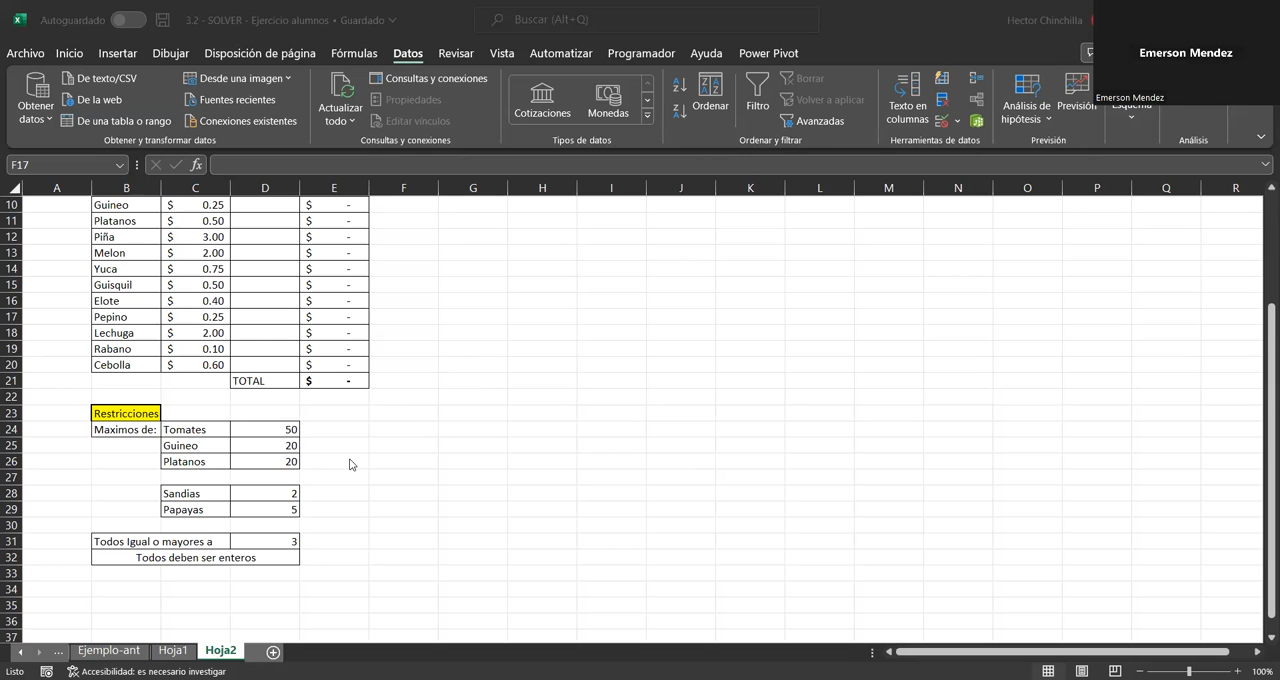 Autoguardado
3.2 - SOLVER - Ejercicio alumnos • Guardado
Buscar (Alt+Q)
Hector Chinchilla
Emerson Mendez
Archivo Inicio Insertar Dibujar Disposición de página Fórmulas Datos Revisar Vista Automatizar Programador Ayuda Power Pivot
Emerson Mendez
Obtener datos
De texto/CSV
De la web
De una tabla o rango
Desde una imagen
Fuentes recientes
Conexiones existentes
Obtener y transformar datos
Actualizar todo
Consultas y conexiones
Propiedades
Editar vínculos
Consultas y conexiones
Cotizaciones
Monedas
Tipos de datos
Ordenar
Filtro
Borrar
Volver a aplicar
Avanzadas
Ordenar y filtrar
Texto en columnas
Herramientas de datos
Análisis de hipótesis
Previsión
Previsión
Análisis
F17
fx
A B C D E F G H I J K L M N O P Q R
10 Guineo $ 0.25 $ -
11 Platanos $ 0.50 $ -
12 Piña $ 3.00 $ -
13 Melon $ 2.00 $ -
14 Yuca $ 0.75 $ -
15 Guisquil $ 0.50 $ -
16 Elote $ 0.40 $ -
17 Pepino $ 0.25 $ -
18 Lechuga $ 2.00 $ -
19 Rabano $ 0.10 $ -
20 Cebolla $ 0.60 $ -
21 TOTAL $ -
22
23 Restricciones
24 Maximos de: Tomates 50
25 Guineo 20
26 Platanos 20
27
28 Sandias 2
29 Papayas 5
30
31 Todos Igual o mayores a 3
32 Todos deben ser enteros
33
34
35
36
37
... Ejemplo-ant Hoja1 Hoja2
Listo Accesibilidad: es necesario investigar 100%